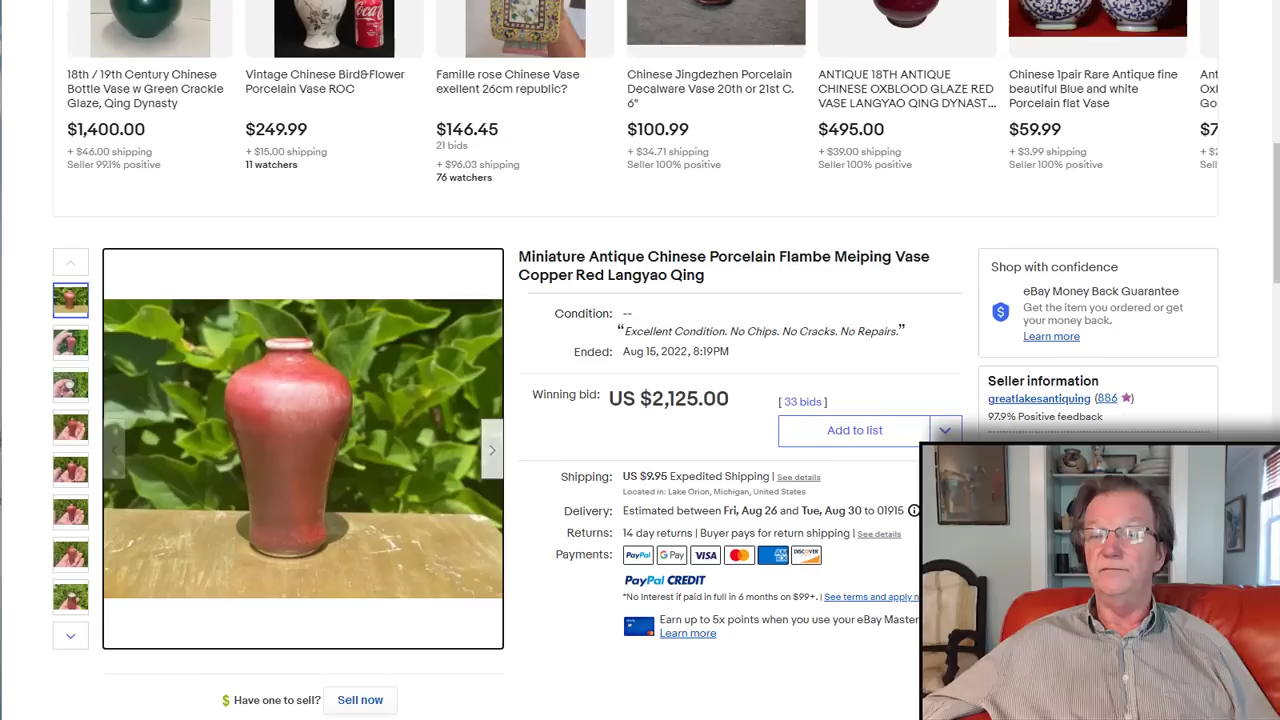 18th / 19th Century Chinese
Bottle Vase w Green Crackle
Glaze, Qing Dynasty
$1,400.00
+ $46.00 shipping
Seller 99.1% positive
Vintage Chinese Bird&Flower
Porcelain Vase ROC
$249.99
+ $15.00 shipping
11 watchers
Famille rose Chinese Vase
exellent 26cm republic?
$146.45
21 bids
+ $96.03 shipping
76 watchers
Chinese Jingdezhen Porcelain
Decalware Vase 20th or 21st C.
6"
$100.99
+ $34.71 shipping
Seller 100% positive
ANTIQUE 18TH ANTIQUE
CHINESE OXBLOOD GLAZE RED
VASE LANGYAO QING DYNAST...
$495.00
+ $39.00 shipping
Seller 100% positive
Chinese 1pair Rare Antique fine
beautiful Blue and white
Porcelain flat Vase
$59.99
+ $3.99 shipping
Seller 100% positive
Ant
Oxl
Go
$7
Sell
Miniature Antique Chinese Porcelain Flambe Meiping Vase
Copper Red Langyao Qing
Condition: --
“Excellent Condition. No Chips. No Cracks. No Repairs.”
Ended: Aug 15, 2022 , 8:19PM
Winning bid: US $2,125.00
[ 33 bids ]
Add to list
Shipping: US $9.95 Expedited Shipping | See details
Located in: Lake Orion, Michigan, United States
Delivery: Estimated between Fri, Aug 26 and Tue, Aug 30 to 01915
Returns: 14 day returns | Buyer pays for return shipping | See details
Payments: PayPal G Pay VISA MasterCard AM EX DISCOVER
PayPal CREDIT
*No Interest if paid in full in 6 months on $99+. | See terms and apply n
Earn up to 5x points when you use your eBay Master
Learn more
Shop with confidence
eBay Money Back Guarantee
Get the item you ordered or get
your money back.
Learn more
Seller information
greatlakesantiquing (886 )
97.9% Positive feedback
$ Have one to sell? Sell now